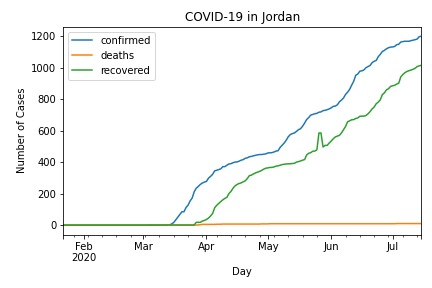 COVID-19 in Jordan
confirmed
deaths
recovered
Number of Cases
1200
1000
800
600
400
200
0
Feb
2020
Mar
Apr
May
Jun
Jul
Day